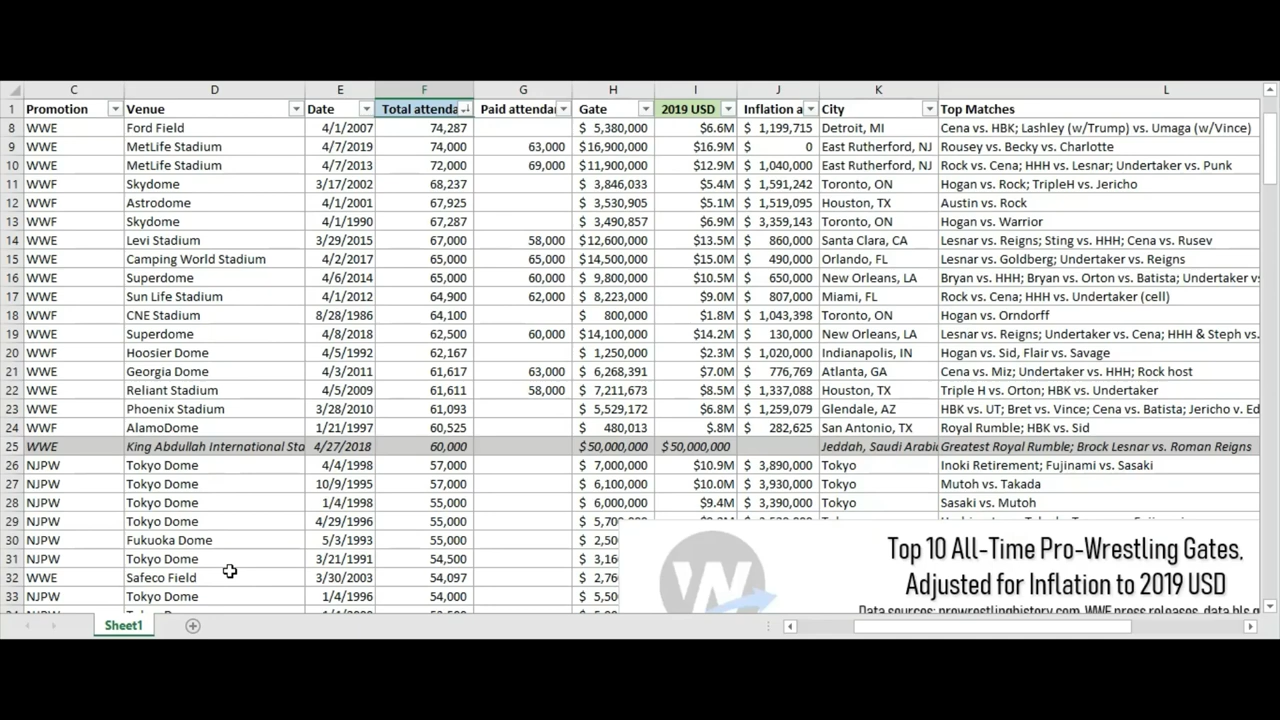 C D E F G H I J K L
1 Promotion Venue Date Total attenda Paid attendan Gate 2019 USD Inflation a City Top Matches
8 WWE Ford Field 4/1/2007 74,287 $ 5,380,000 $6.6M $ 1,199,715 Detroit, MI Cena vs. HBK; Lashley (w/Trump) vs. Umaga (w/Vince)
9 WWE MetLife Stadium 4/7/2019 74,000 63,000 $16,900,000 $16.9M $ 0 East Rutherford, NJ Rousey vs. Becky vs. Charlotte
10 WWE MetLife Stadium 4/7/2013 72,000 69,000 $11,900,000 $12.9M $ 1,040,000 East Rutherford, NJ Rock vs. Cena; HHH vs. Lesnar; Undertaker vs. Punk
11 WWF Skydome 3/17/2002 68,237 $ 3,846,033 $5.4M $ 1,591,242 Toronto, ON Hogan vs. Rock; TripleH vs. Jericho
12 WWF Astrodome 4/1/2001 67,925 $ 3,530,905 $5.1M $ 1,519,095 Houston, TX Austin vs. Rock
13 WWF Skydome 4/1/1990 67,287 $ 3,490,857 $6.9M $ 3,359,143 Toronto, ON Hogan vs. Warrior
14 WWE Levi Stadium 3/29/2015 67,000 58,000 $12,600,000 $13.5M $ 860,000 Santa Clara, CA Lesnar vs. Reigns; Sting vs. HHH; Cena vs. Rusev
15 WWE Camping World Stadium 4/2/2017 65,000 65,000 $14,500,000 $15.0M $ 490,000 Orlando, FL Lesnar vs. Goldberg; Undertaker vs. Reigns
16 WWE Superdome 4/6/2014 65,000 60,000 $ 9,800,000 $10.5M $ 650,000 New Orleans, LA Bryan vs. HHH; Bryan vs. Orton vs. Batista; Undertaker vs
17 WWE Sun Life Stadium 4/1/2012 64,900 62,000 $ 8,223,000 $9.0M $ 807,000 Miami, FL Rock vs. Cena; HHH vs. Undertaker (cell)
18 WWF CNE Stadium 8/28/1986 64,100 $ 800,000 $1.8M $ 1,043,398 Toronto, ON Hogan vs. Orndorff
19 WWE Superdome 4/8/2018 62,500 60,000 $14,100,000 $14.2M $ 130,000 New Orleans, LA Lesnar vs. Reigns; Undertaker vs. Cena; HHH & Steph vs.
20 WWF Hoosier Dome 4/5/1992 62,167 $ 1,250,000 $2.3M $ 1,020,000 Indianapolis, IN Hogan vs. Sid, Flair vs. Savage
21 WWE Georgia Dome 4/3/2011 61,617 63,000 $ 6,268,391 $7.0M $ 776,769 Atlanta, GA Cena vs. Miz; Undertaker vs. HHH; Rock host
22 WWE Reliant Stadium 4/5/2009 61,611 58,000 $ 7,211,673 $8.5M $ 1,337,088 Houston, TX Triple H vs. Orton; HBK vs. Undertaker
23 WWE Phoenix Stadium 3/28/2010 61,093 $ 5,529,172 $6.8M $ 1,259,079 Glendale, AZ HBK vs. UT; Bret vs. Vince; Cena vs. Batista; Jericho v. Ed
24 WWF AlamoDome 1/21/1997 60,525 $ 480,013 $.8M $ 282,625 San Antonio, TX Royal Rumble; HBK vs. Sid
25 WWE King Abdullah International Sta 4/27/2018 60,000 $50,000,000 $50,000,000 Jeddah, Saudi Arabia Greatest Royal Rumble; Brock Lesnar vs. Roman Reigns
26 NJPW Tokyo Dome 4/4/1998 57,000 $ 7,000,000 $10.9M $ 3,890,000 Tokyo Inoki Retirement; Fujinami vs. Sasaki
27 NJPW Tokyo Dome 10/9/1995 57,000 $ 6,100,000 $10.0M $ 3,930,000 Tokyo Mutoh vs. Takada
28 NJPW Tokyo Dome 1/4/1998 55,000 $ 6,000,000 $9.4M $ 3,390,000 Tokyo Sasaki vs. Mutoh
29 NJPW Tokyo Dome 4/29/1996 55,000
30 NJPW Fukuoka Dome 5/3/1993 55,000 $ 2,50
31 NJPW Tokyo Dome 3/21/1991 54,500 $ 3,16
32 WWE Safeco Field 3/30/2003 54,097 $ 2,76
33 NJPW Tokyo Dome 1/4/1996 54,000 $ 5,50
W
Top 10 All-Time Pro-Wrestling Gates,
Adjusted for Inflation to 2019 USD
Data sources: prowrestlinghistory.com, WWE press releases, data.bls.g
Sheet1